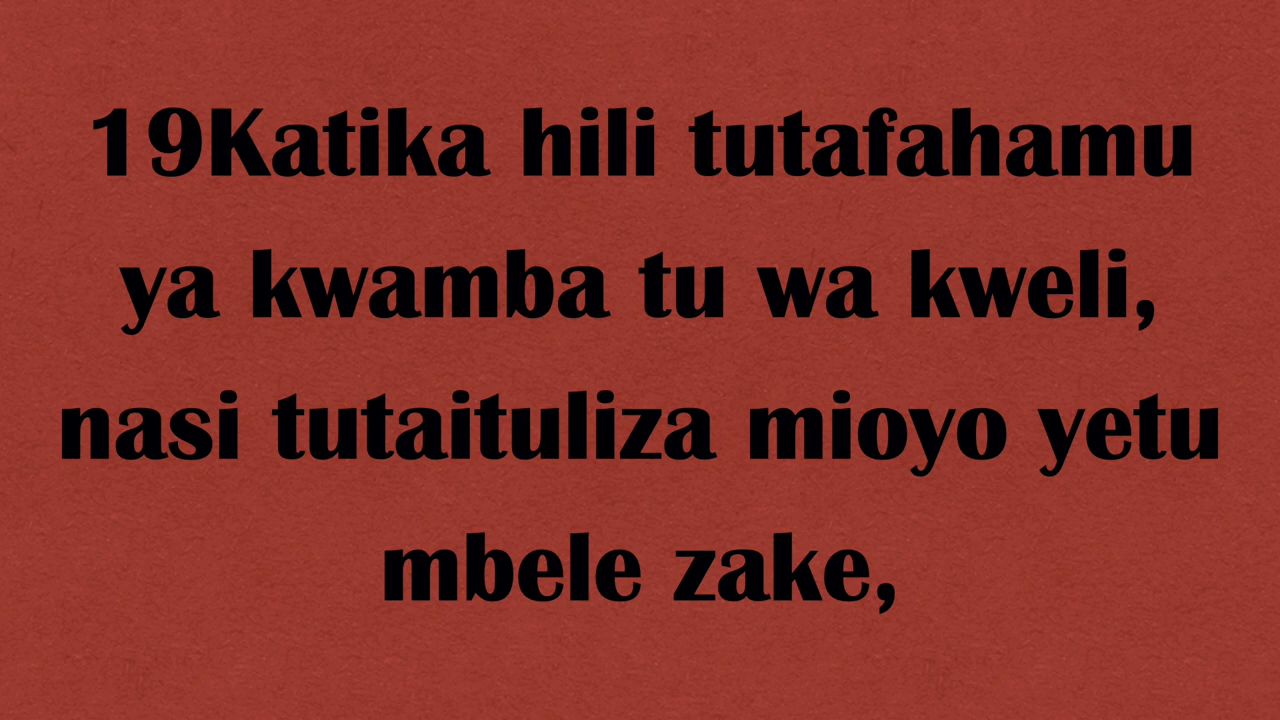 19Katika hili tutafahamu
ya kwamba tu wa kweli,
nasi tutaituliza mioyo yetu
mbele zake,